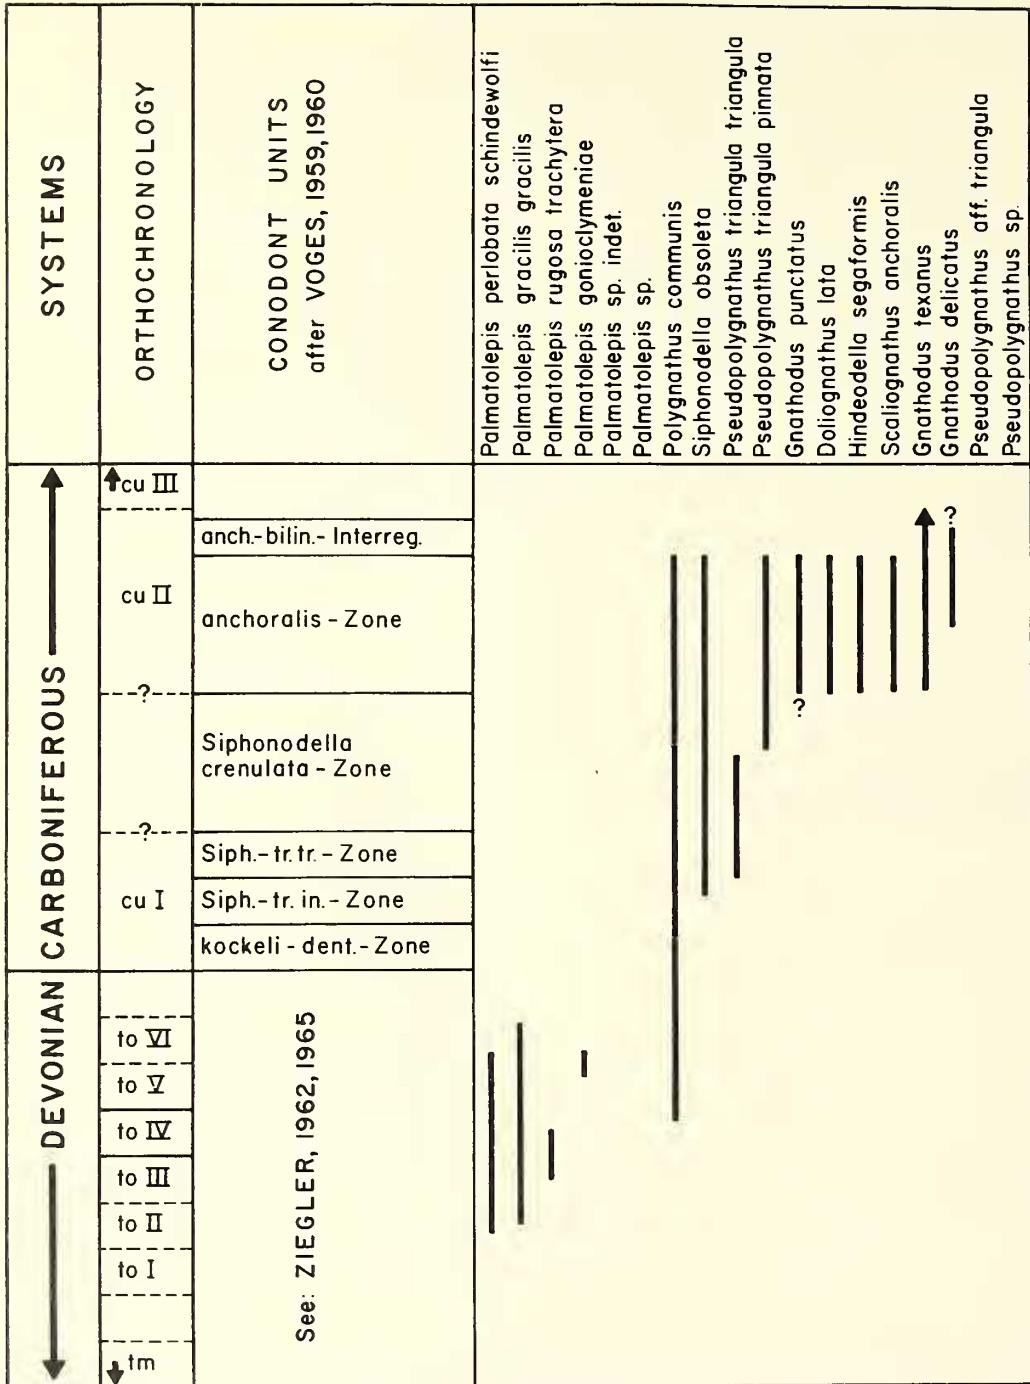 SYSTEMS
ORTHOCHRONOLOGY
CONODONT UNITS
after VOGES, 1959, 1960
Palmatolepis perlobata schindewolfi
Palmatolepis gracilis gracilis
Palmatolepis rugosa trachytera
Palmatolepis gonioclymeniae
Palmatolepis sp. indet.
Palmatolepis sp.
Polygnathus communis
Siphonodella obsoleta
Pseudopolygnathus triangula triangula
Pseudopolygnathus triangula pinnata
Gnathodus punctatus
Doliognathus lata
Hindeodella segaformis
Scaliognathus anchoralis
Gnathodus texanus
Gnathodus delicatus
Pseudopolygnathus aff. triangula
Pseudopolygnathus sp.
DEVONIAN CARBONIFEROUS
cu III
cu II
?
?
cu I
to VI
to V
to IV
to III
to II
to I
tm
anch.-bilin.- Interreg.
anchoralis - Zone
Siphonodella
crenulata - Zone
Siph.-tr. tr. - Zone
Siph.-tr. in. - Zone
kockeli - dent. - Zone
See: ZIEGLER, 1962, 1965
?
?